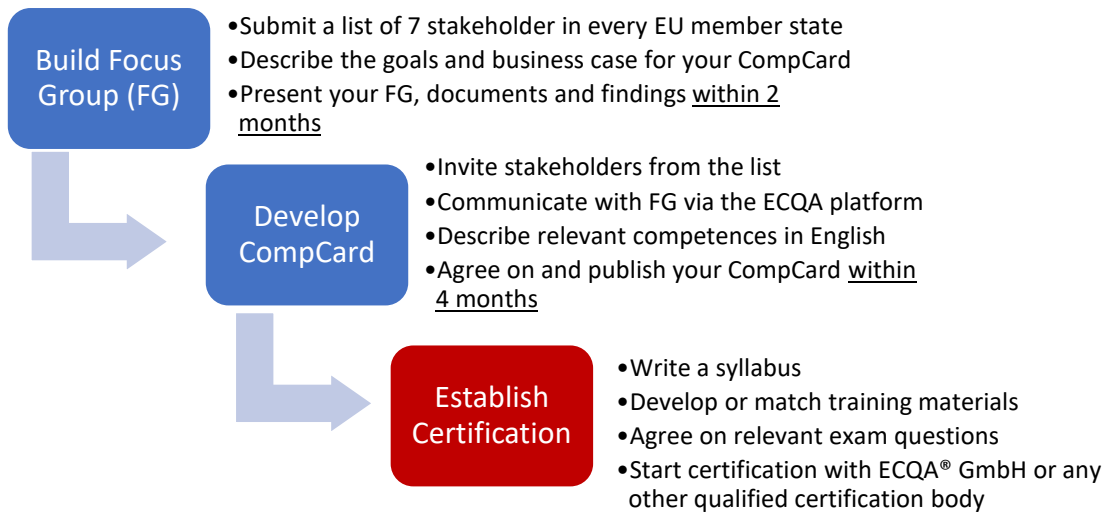 Build Focus
Group (FG)
•Submit a list of 7 stakeholder in every EU member state
•Describe the goals and business case for your CompCard
•Present your FG, documents and findings within 2
months
Develop
CompCard
•Invite stakeholders from the list
•Communicate with FG via the ECQA platform
•Describe relevant competences in English
•Agree on and publish your CompCard within
4 months
Establish
Certification
•Write a syllabus
•Develop or match training materials
•Agree on relevant exam questions
•Start certification with ECQA® GmbH or any
other qualified certification body